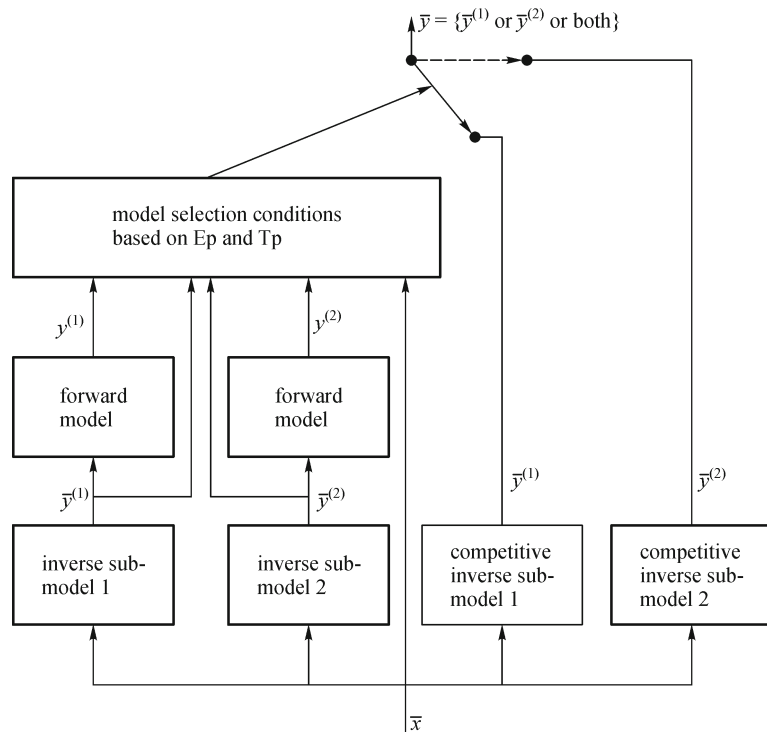 ȳ = {ȳ⁽¹⁾ or ȳ⁽²⁾ or both}
model selection conditions
based on Ep and Tp
y⁽¹⁾
y⁽²⁾
forward
model
forward
model
ȳ⁽¹⁾
ȳ⁽²⁾
ȳ⁽¹⁾
ȳ⁽²⁾
inverse sub-
model 1
inverse sub-
model 2
competitive
inverse sub-
model 1
competitive
inverse sub-
model 2
x̄